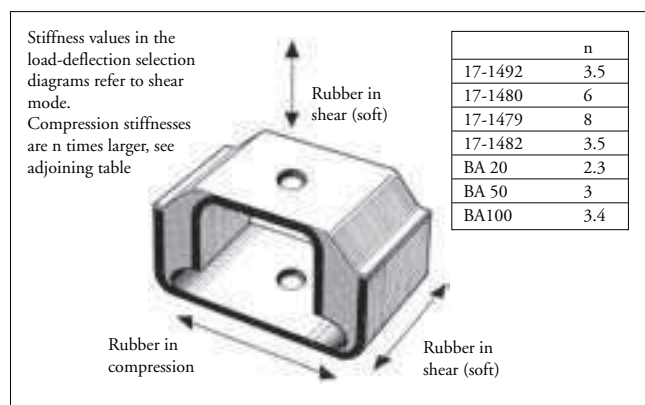 Stiffness values in the
load-deflection selection
diagrams refer to shear
mode.
Compression stiffnesses
are n times larger, see
adjoining table
Rubber in
shear (soft)
n
17-1492 3.5
17-1480 6
17-1479 8
17-1482 3.5
BA 20 2.3
BA 50 3
BA100 3.4
Rubber in
compression
Rubber in
shear (soft)